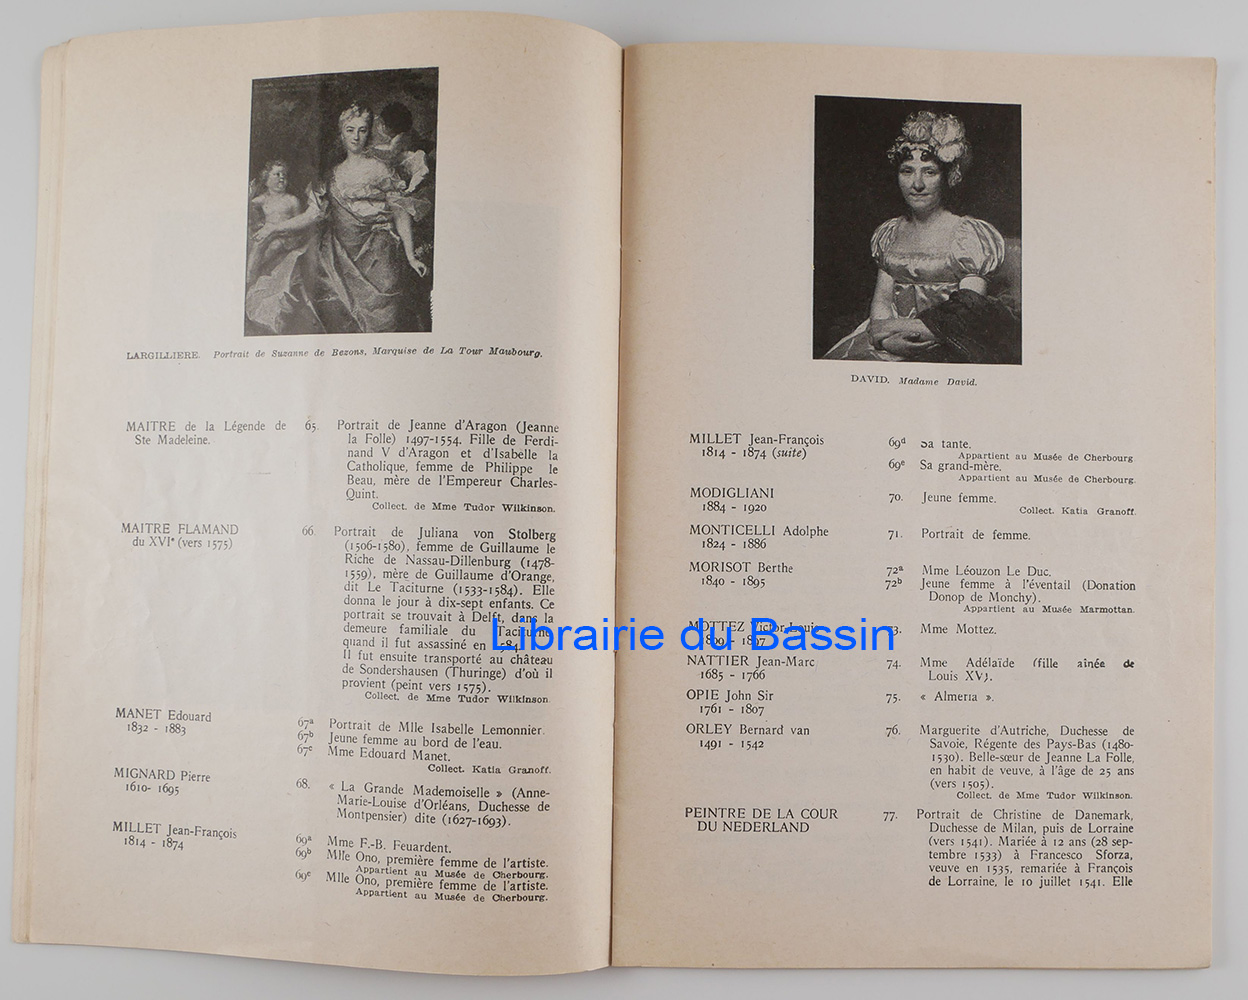 LARGILLIERE. Portrait de Suzanne de Bezons, Marquise de La Tour Maubourg.
MAITRE de la Légende de Ste Madeleine.
65. Portrait de Jeanne d'Aragon (Jeanne
la Folle) 1497-1554. Fille de Ferdi-
nand V d'Aragon et d'Isabelle la
Catholique, femme de Philippe le
Beau, mère de l'Empereur Charles-
Quint.
Collect. de Mme Tudor Wilkinson.
MAITRE FLAMAND
du XVIe (vers 1575)
66. Portrait de Juliana von Stolberg
(1506-1580), femme de Guillaume le
Riche de Nassau-Dillenburg (1478-
1559), mère de Guillaume d'Orange,
dit Le Taciturne (1533-1584). Elle
donna le jour à dix-sept enfants. Ce
portrait se trouvait à Delft, dans la
demeure familiale du Taciturne
quand il fut assassiné en
Il fut ensuite transporté au château
de Sondershausen (Thuringe) d'où il
provient (peint vers 1575).
Collect. de Mme Tudor Wilkinson.
MANET Edouard
1832 - 1883
67a Portrait de Mlle Isabelle Lemonnier.
67b Jeune femme au bord de l'eau.
67c Mme Edouard Manet.
Collect. Katia Granoff.
MIGNARD Pierre
1610- 1695
68. « La Grande Mademoiselle » (Anne-
Marie-Louise d'Orléans, Duchesse de
Montpensier) dite (1627-1693).
MILLET Jean-François
1814 - 1874
69a Mme F.-B. Feuardent.
69b Mlle Ono, première femme de l'artiste.
Appartient au Musée de Cherbourg.
69c Mlle Ono, première femme de l'artiste.
Appartient au Musée de Cherbourg.
DAVID. Madame David.
MILLET Jean-François
1814 - 1874 (suite)
69d Sa tante.
Appartient au Musée de Cherbourg
69e Sa grand-mère.
Appartient au Musée de Cherbourg.
MODIGLIANI
1884 - 1920
70. Jeune femme.
Collect. Katia Granoff.
MONTICELLI Adolphe
1824 - 1886
71. Portrait de femme.
MORISOT Berthe
1840 - 1895
72a Mme Léouzon Le Duc.
72b Jeune femme à l'éventail (Donation
Donop de Monchy).
Appartient au Musée Marmottan.
MOTTEZ Victor-Louis
1809 - 1897
73. Mme Mottez.
NATTIER Jean-Marc
1685 - 1766
74. Mme Adélaïde (fille aînée de
Louis XV).
OPIE John Sir
1761 - 1807
75. « Almeria ».
ORLEY Bernard van
1491 - 1542
76. Marguerite d'Autriche, Duchesse de
Savoie, Régente des Pays-Bas (1480-
1530). Belle-sœur de Jeanne La Folle,
en habit de veuve, à l'âge de 25 ans
(vers 1505).
Collect. de Mme Tudor Wilkinson.
PEINTRE DE LA COUR
DU NEDERLAND
77. Portrait de Christine de Danemark,
Duchesse de Milan, puis de Lorraine
(vers 1541). Mariée à 12 ans (28 sep-
tembre 1533) à Francesco Sforza,
veuve en 1535, remariée à François
de Lorraine, le 10 juillet 1541. Elle
Librairie du Bassin